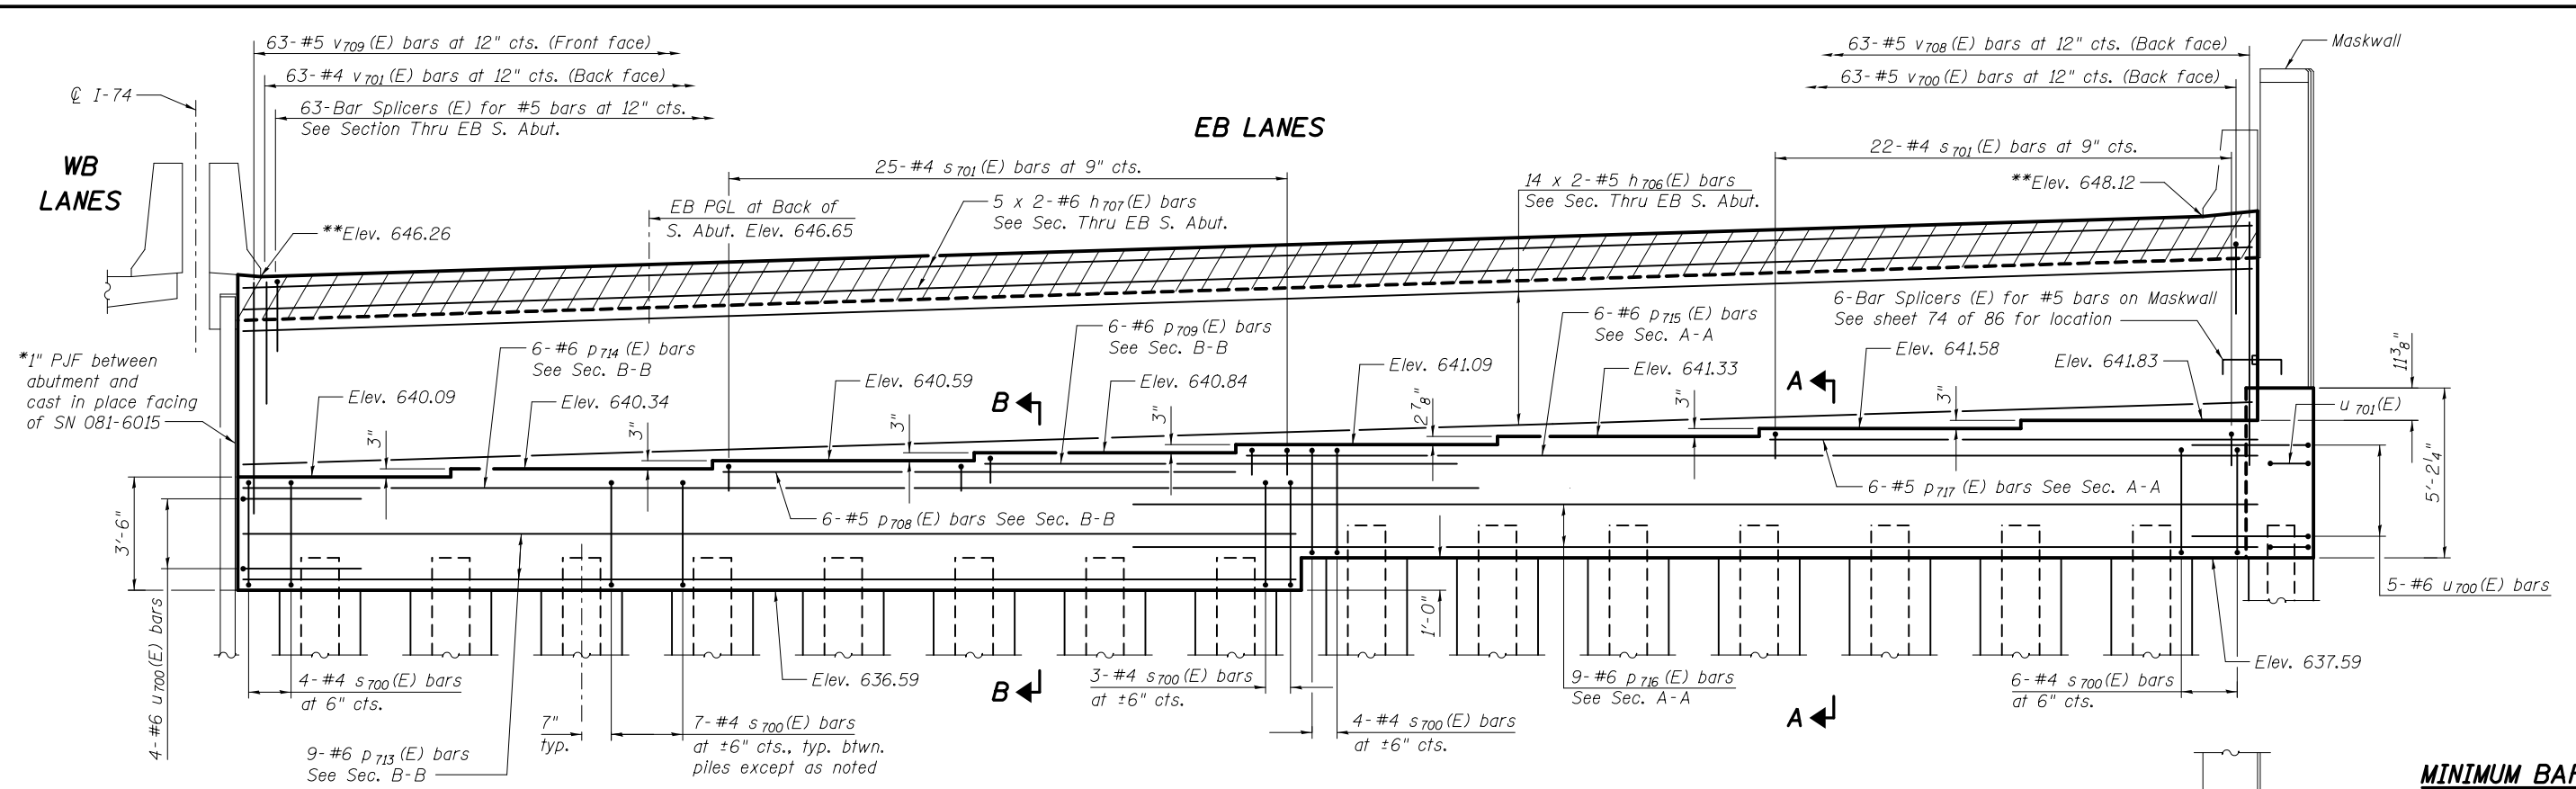 63-#5 v709(E) bars at 12" cts. (Front face)
63-#4 v701(E) bars at 12" cts. (Back face)
63-Bar Splicers (E) for #5 bars at 12" cts.
See Section Thru EB S. Abut.
℄ I-74
WB
LANES
EB LANES
63-#5 v708(E) bars at 12" cts. (Back face)
63-#5 v700(E) bars at 12" cts. (Back face)
Maskwall
25-#4 s701(E) bars at 9" cts.
22-#4 s701(E) bars at 9" cts.
EB PGL at Back of
S. Abut. Elev. 646.65
5 x 2-#6 h707(E) bars
See Sec. Thru EB S. Abut.
14 x 2-#5 h706(E) bars
See Sec. Thru EB S. Abut.
**Elev. 648.12
**Elev. 646.26
6-Bar Splicers (E) for #5 bars on Maskwall
See sheet 74 of 86 for location
*1" PJF between
abutment and
cast in place facing
of SN 081-6015
6-#6 p714(E) bars
See Sec. B-B
6-#6 p709(E) bars
See Sec. B-B
6-#6 p715(E) bars
See Sec. A-A
Elev. 640.09
Elev. 640.34
Elev. 640.59
Elev. 640.84
Elev. 641.09
Elev. 641.33
Elev. 641.58
Elev. 641.83
B
A
3"
3"
3"
3"
2 7/8"
3"
3"
11 3/8"
u701(E)
5'-2 1/4"
3'-6"
6-#5 p708(E) bars See Sec. B-B
6-#5 p717(E) bars See Sec. A-A
4-#6 u700(E) bars
5-#6 u700(E) bars
4-#4 s700(E) bars
at 6" cts.
7"
typ.
7-#4 s700(E) bars
at ±6" cts., typ. btwn.
piles except as noted
9-#6 p713(E) bars
See Sec. B-B
Elev. 636.59
B
3-#4 s700(E) bars
at ±6" cts.
1'-0"
4-#4 s700(E) bars
at ±6" cts.
9-#6 p716(E) bars
See Sec. A-A
A
6-#4 s700(E) bars
at 6" cts.
Elev. 637.59
MINIMUM BAR